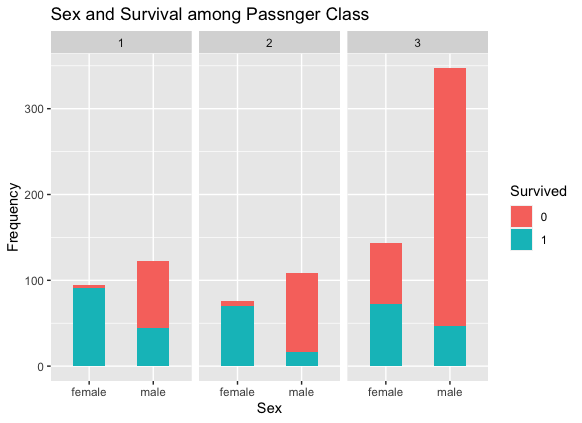 Sex and Survival among Passnger Class
1 2 3
Frequency
300
200
100
0
female male female male female male
Sex
Survived
0
1